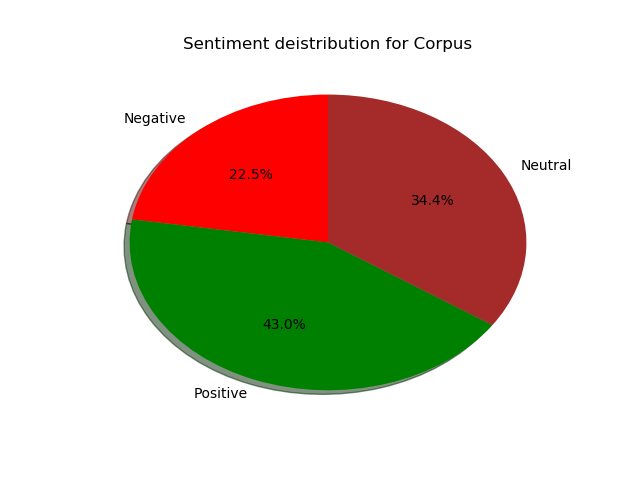 Sentiment deistribution for Corpus
Negative
22.5%
Neutral
34.4%
43.0%
Positive